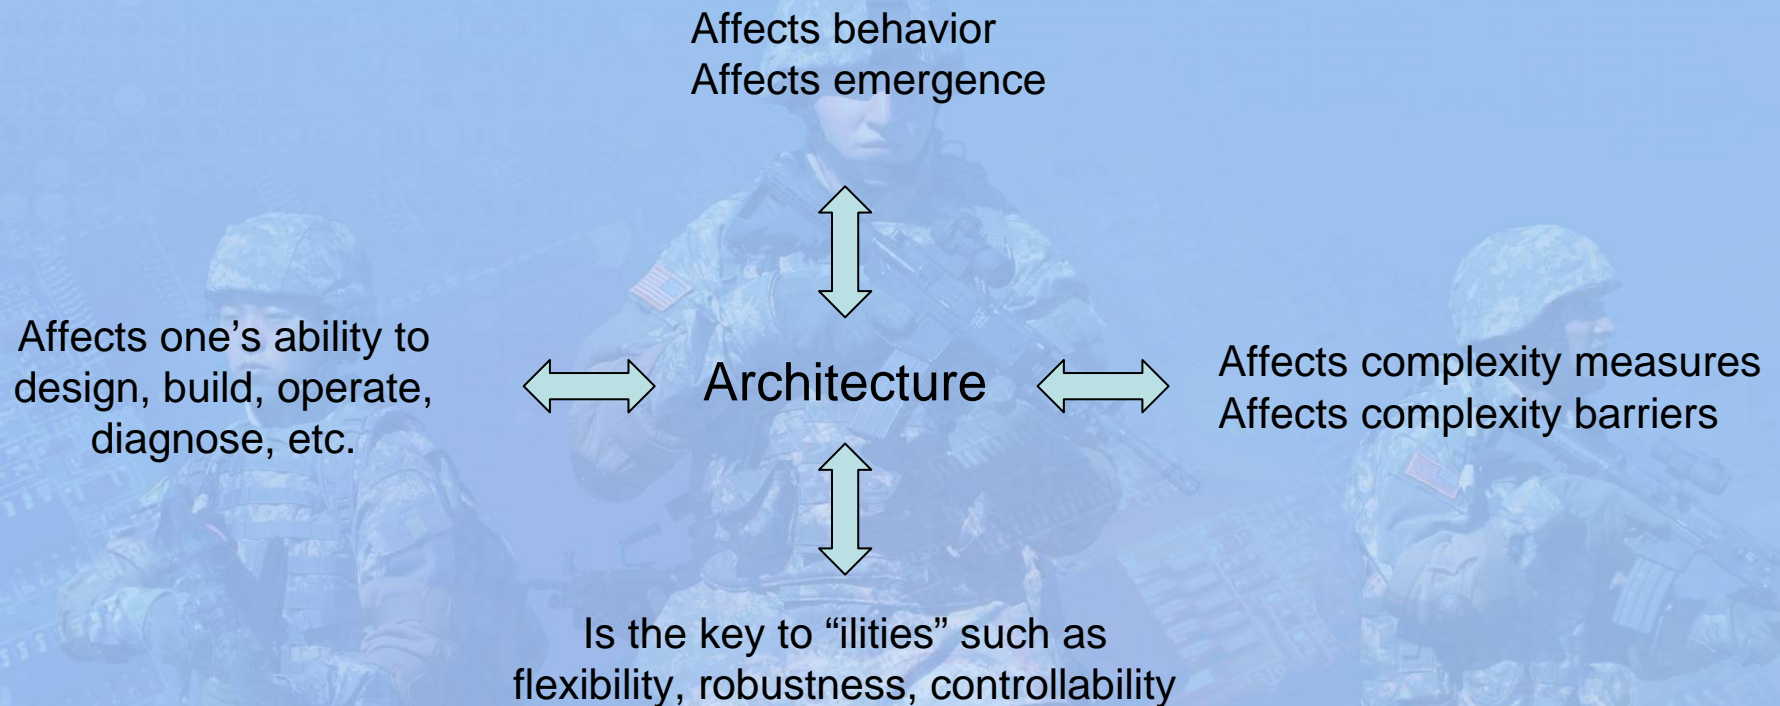 Affects behavior
Affects emergence
Affects one’s ability to
design, build, operate,
diagnose, etc.
Architecture
Affects complexity measures
Affects complexity barriers
Is the key to “ilities” such as
flexibility, robustness, controllability